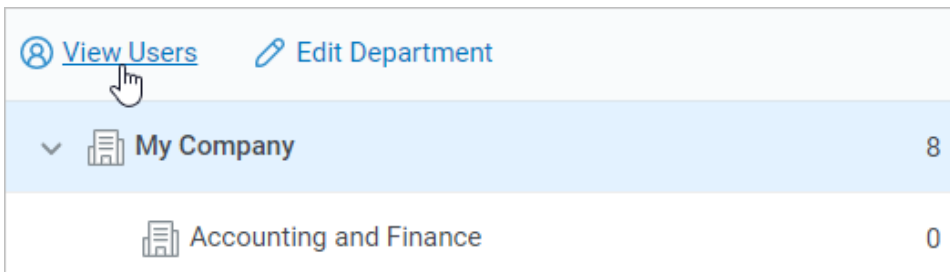 View Users Edit Department
My Company 8
Accounting and Finance 0